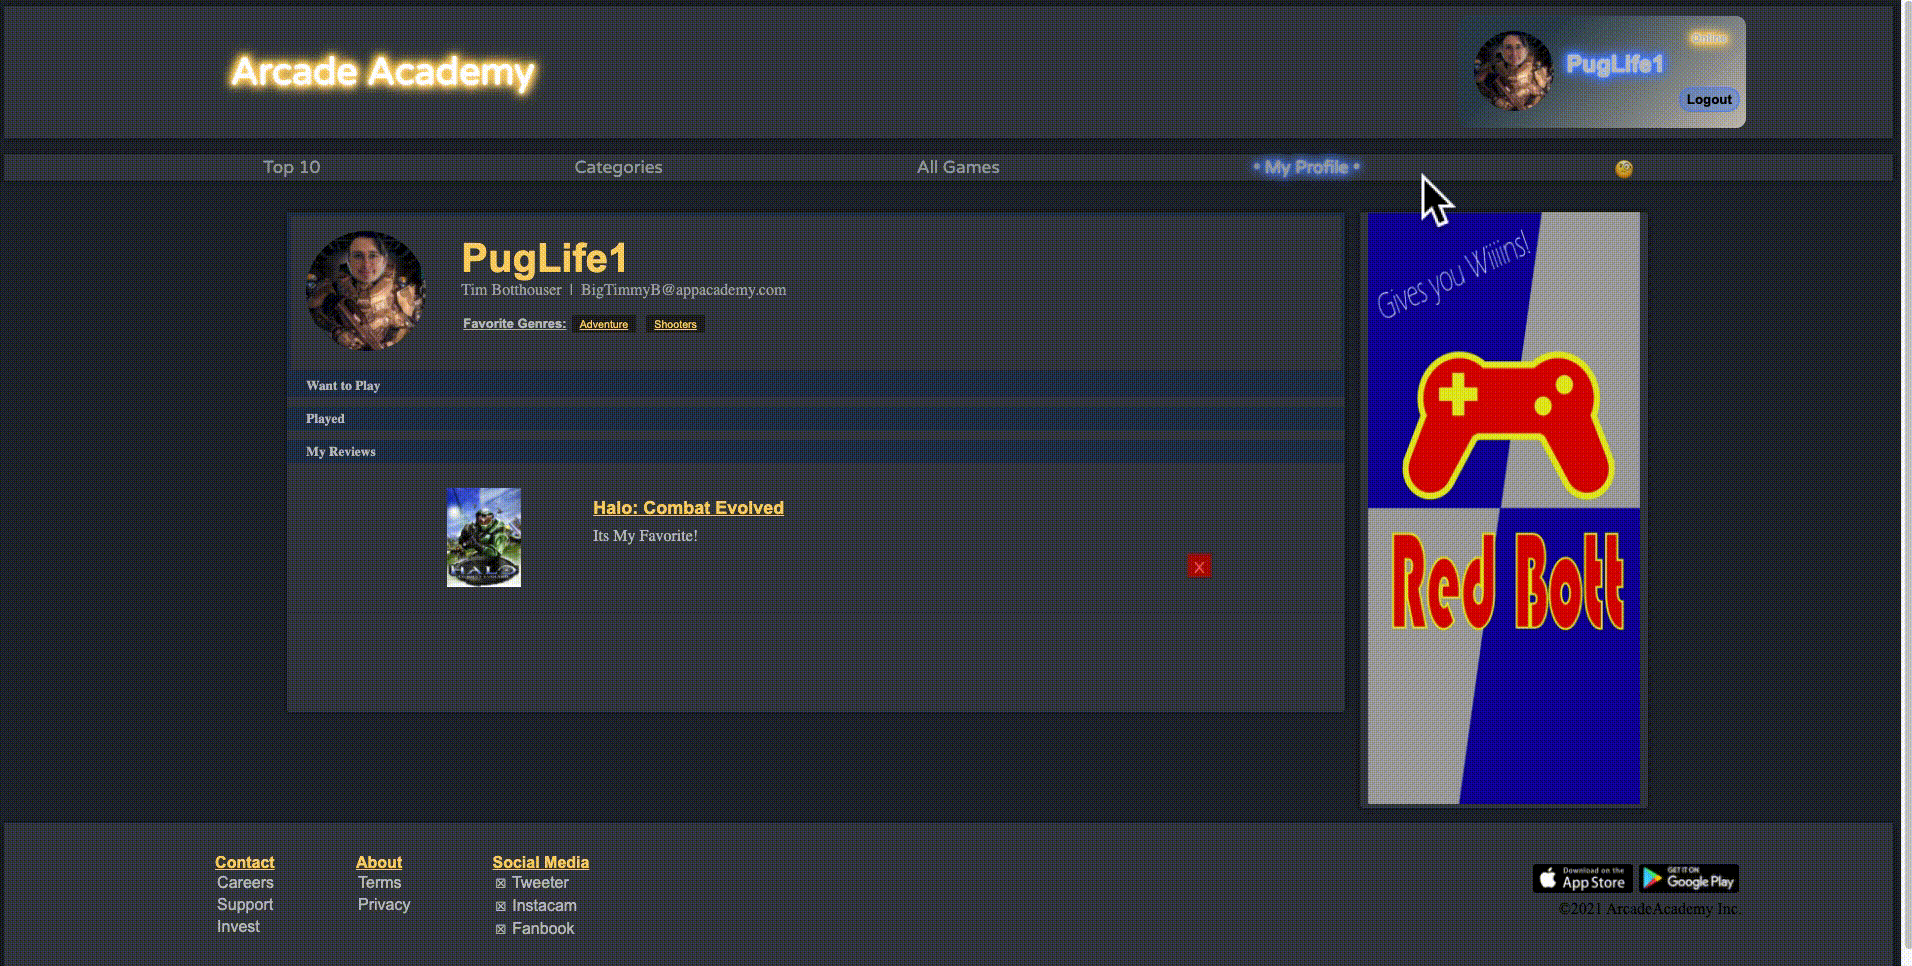 Arcade Academy
Online
PugLife1
Logout
Top 10
Categories
All Games
• My Profile •
PugLife1
Tim Botthouser | BigTimmyB@appacademy.com
Favorite Genres: Adventure Shooters
Want to Play
Played
My Reviews
HALO
Halo: Combat Evolved
Its My Favorite!
X
Gives you Wiiiins!
Red Bott
Contact
Careers
Support
Invest
About
Terms
Privacy
Social Media
Tweeter
Instacam
Fanbook
Download on the
App Store
GET IT ON
Google Play
©2021 ArcadeAcademy Inc.